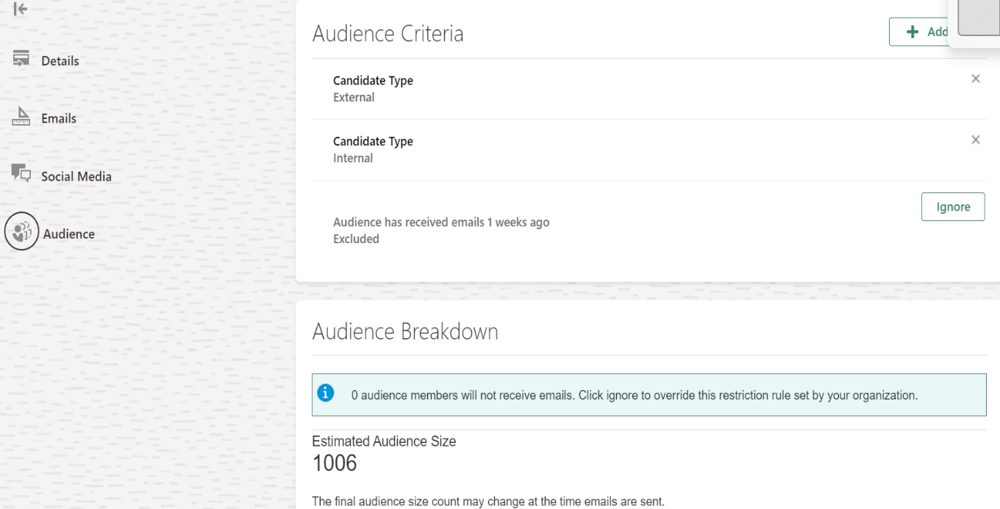 Audience Criteria
Add
Details
Candidate Type
External
Emails
Candidate Type
Internal
Social Media
Ignore
Audience has received emails 1 weeks ago
Excluded
Audience
Audience Breakdown
0 audience members will not receive emails. Click ignore to override this restriction rule set by your organization.
Estimated Audience Size
1006
The final audience size count may change at the time emails are sent.